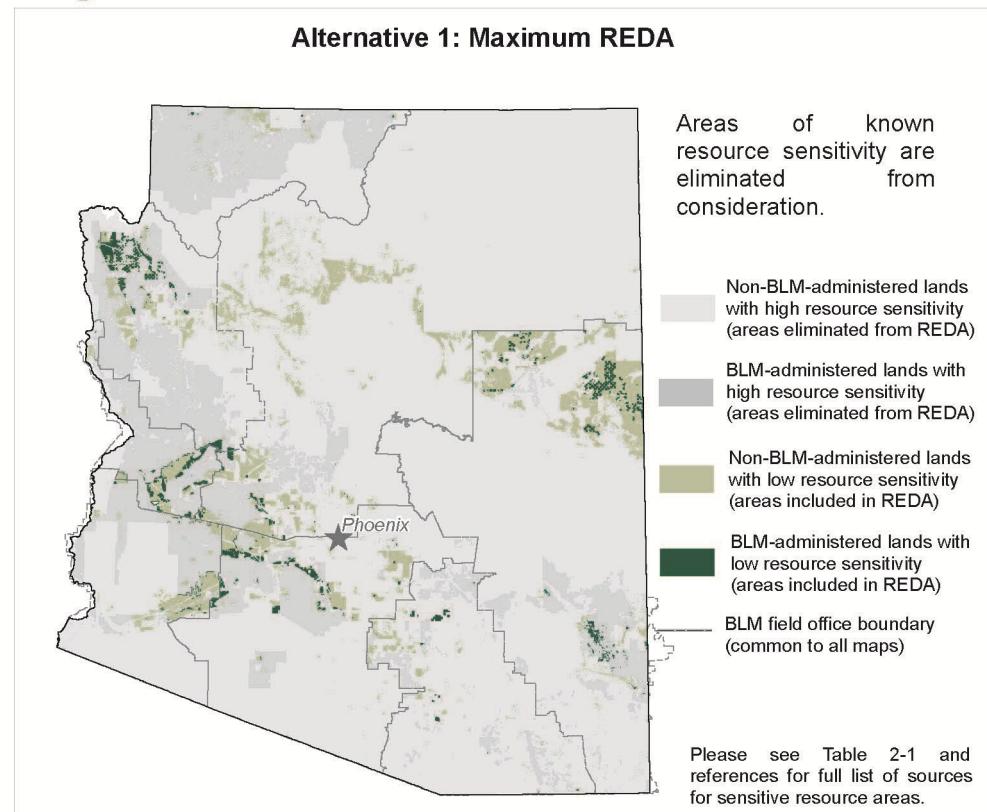 Alternative 1: Maximum REDA
Areas of known
resource sensitivity are
eliminated from
consideration.
Non-BLM-administered lands
with high resource sensitivity
(areas eliminated from REDA)
BLM-administered lands with
high resource sensitivity
(areas eliminated from REDA)
Non-BLM-administered lands
with low resource sensitivity
(areas included in REDA)
Phoenix
BLM-administered lands with
low resource sensitivity
(areas included in REDA)
BLM field office boundary
(common to all maps)
Please see Table 2-1 and
references for full list of sources
for sensitive resource areas.